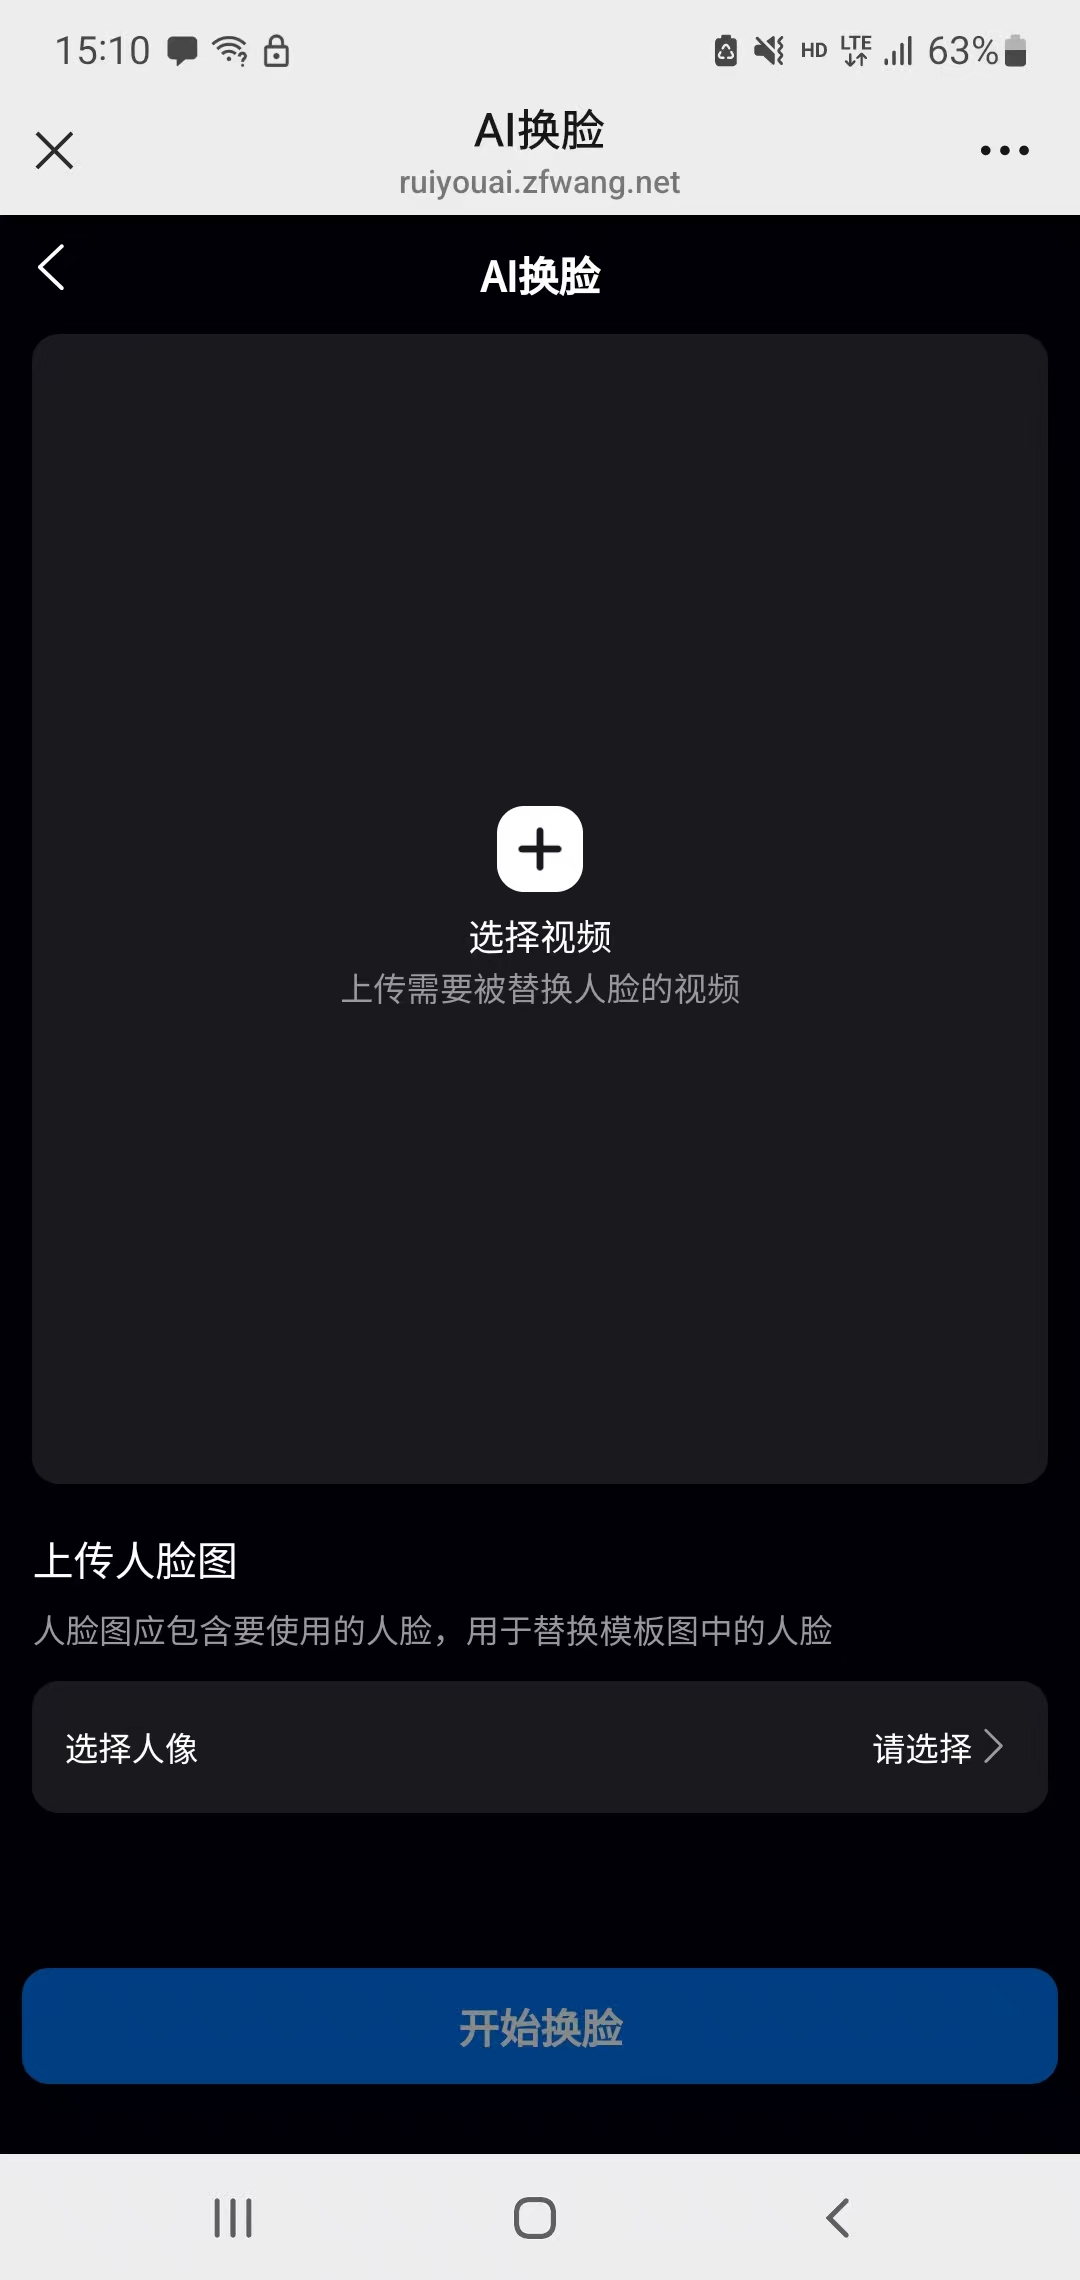 15:10 HD LTE 63%
AI换脸
ruiyouai.zfwang.net
AI换脸
选择视频
上传需要被替换人脸的视频
上传人脸图
人脸图应包含要使用的人脸，用于替换模板图中的人脸
选择人像 请选择
开始换脸